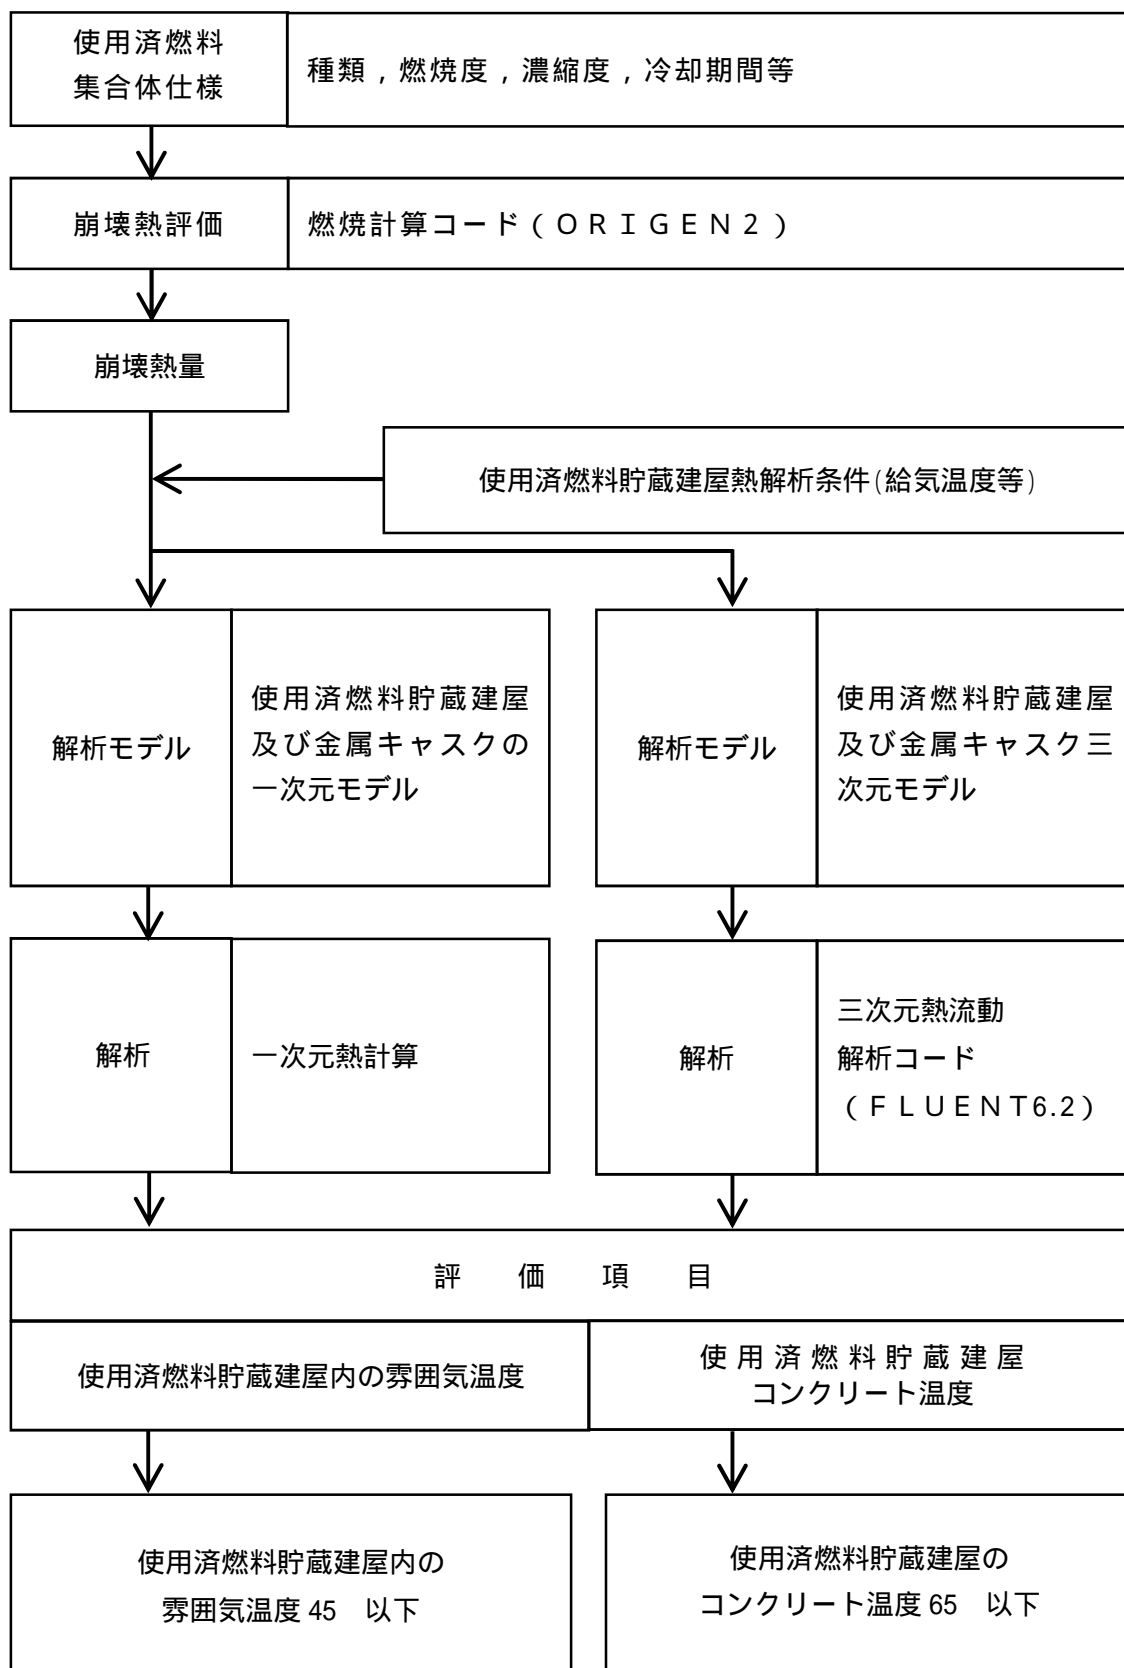 使用済燃料
集合体仕様
種類，燃焼度，濃縮度，冷却期間等
崩壊熱評価
燃焼計算コード（ＯＲＩＧＥＮ２）
崩壊熱量
使用済燃料貯蔵建屋熱解析条件(給気温度等)
解析モデル
使用済燃料貯蔵建屋
及び金属キャスクの
一次元モデル
解析モデル
使用済燃料貯蔵建屋
及び金属キャスク三
次元モデル
解析
一次元熱計算
解析
三次元熱流動
解析コード
（ＦＬＵＥＮＴ6.2）
評　価　項　目
使用済燃料貯蔵建屋内の雰囲気温度
使用済燃料貯蔵建屋
コンクリート温度
使用済燃料貯蔵建屋内の
雰囲気温度 45　以下
使用済燃料貯蔵建屋の
コンクリート温度 65　以下